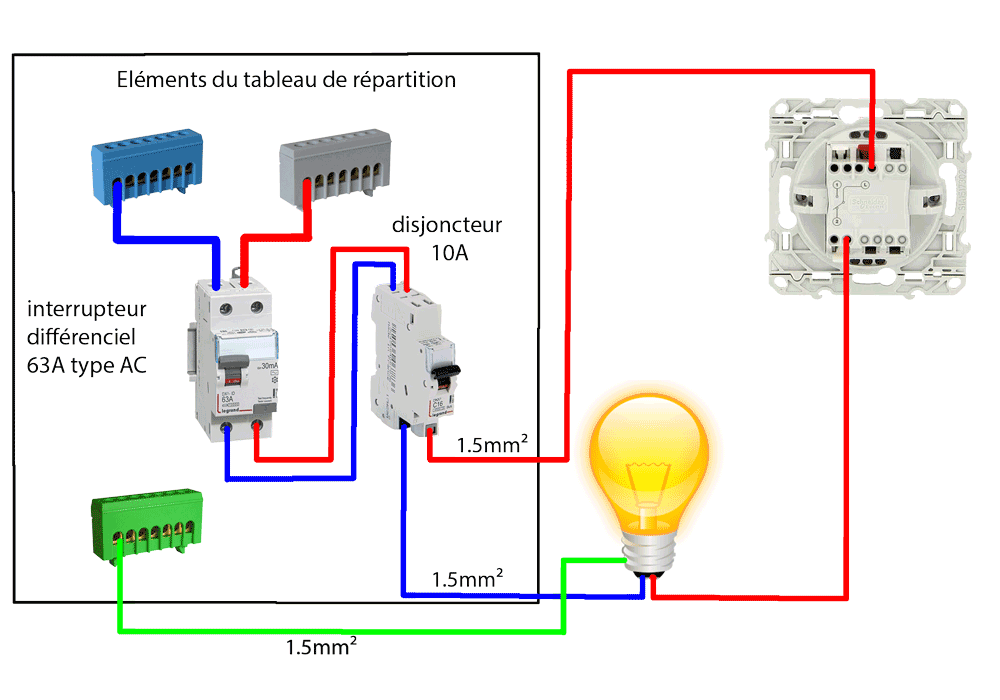 Eléments du tableau de répartition
disjoncteur
10A
interrupteur
différenciel
63A type AC
30mA
63A
legrand
C16
legrand
1.5mm²
1.5mm²
1.5mm²